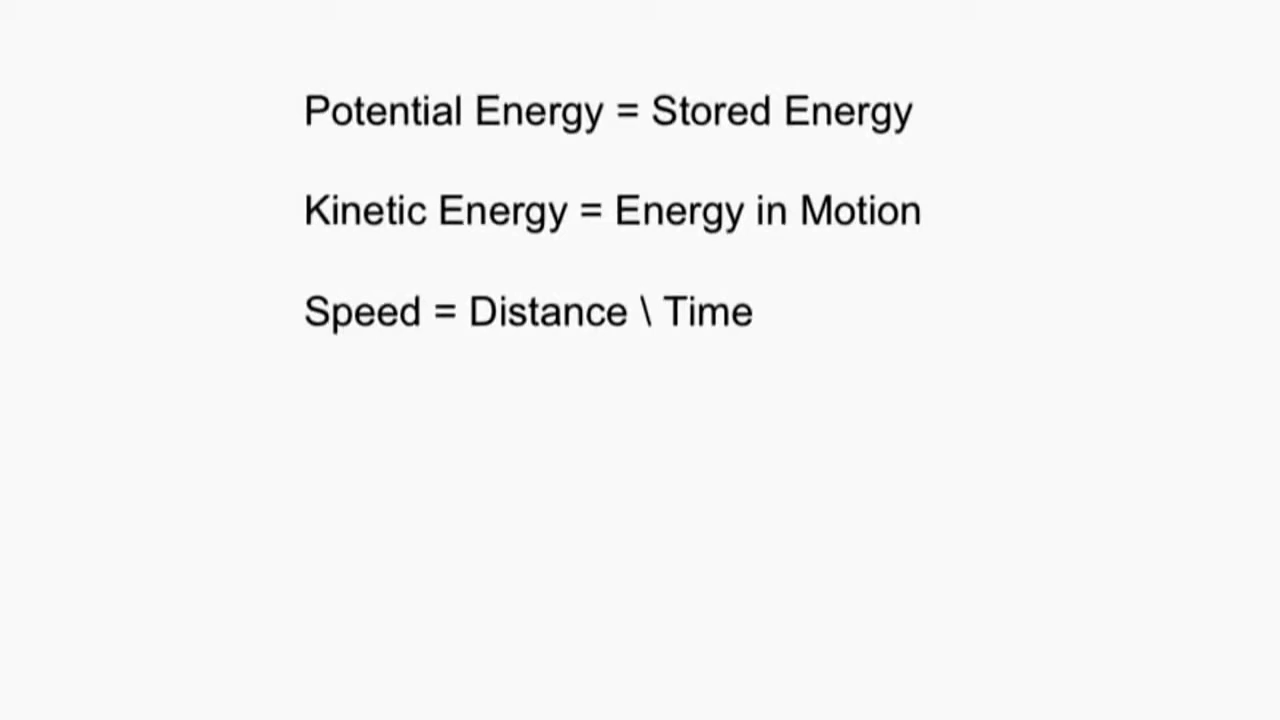 Potential Energy = Stored Energy
Kinetic Energy = Energy in Motion
Speed = Distance \ Time